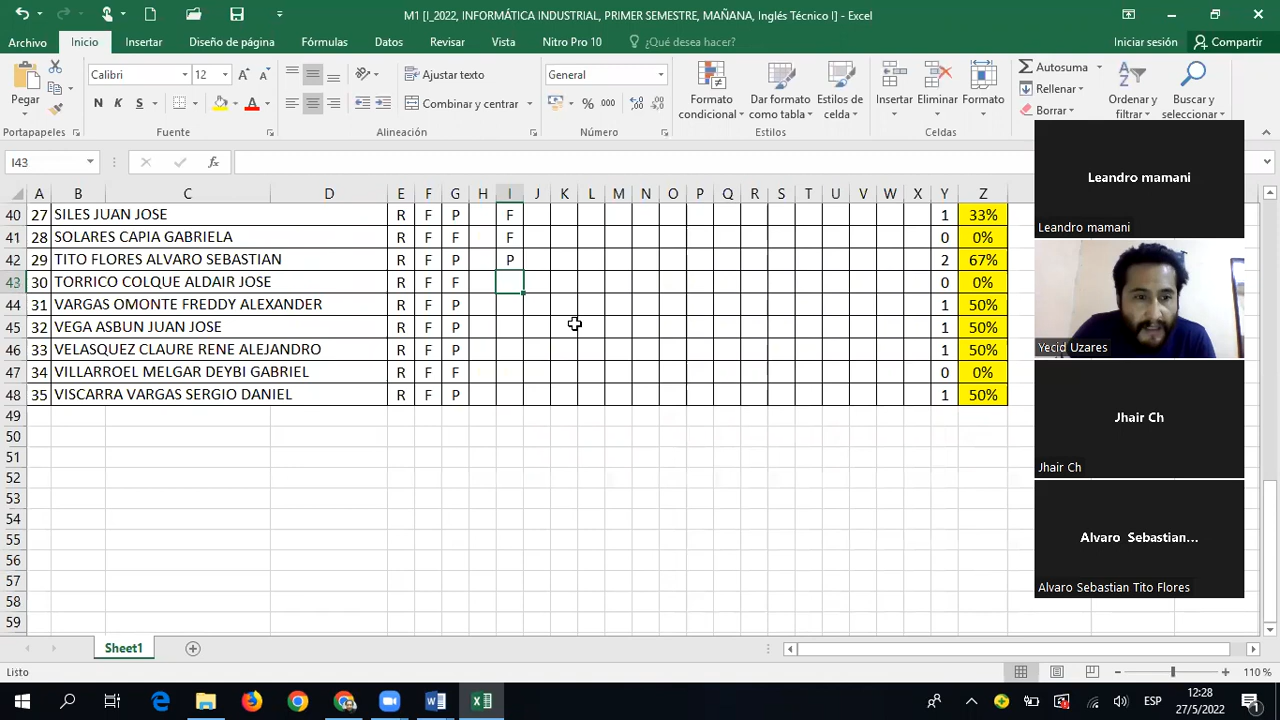 M1 [I_2022, INFORMÁTICA INDUSTRIAL, PRIMER SEMESTRE, MAÑANA, Inglés Técnico I] - Excel
Archivo Inicio Insertar Diseño de página Fórmulas Datos Revisar Vista Nitro Pro 10 ¿Qué desea hacer? Iniciar sesión Compartir
Pegar
Calibri 12
N K S
Ajustar texto
Combinar y centrar
General
% 000
Formato condicional
Dar formato como tabla
Estilos de celda
Insertar Eliminar Formato
Autosuma
Rellenar
Borrar
Ordenar y filtrar
Buscar y seleccionar
Portapapeles Fuente Alineación Número Estilos Celdas
I43 fx
A B C D E F G H I J K L M N O P Q R S T U V W X Y Z
40 27 SILES JUAN JOSE R F P F 1 33%
41 28 SOLARES CAPIA GABRIELA R F F F 0 0%
42 29 TITO FLORES ALVARO SEBASTIAN R F P P 2 67%
43 30 TORRICO COLQUE ALDAIR JOSE R F F 0 0%
44 31 VARGAS OMONTE FREDDY ALEXANDER R F P 1 50%
45 32 VEGA ASBUN JUAN JOSE R F P 1 50%
46 33 VELASQUEZ CLAURE RENE ALEJANDRO R F P 1 50%
47 34 VILLARROEL MELGAR DEYBI GABRIEL R F F 0 0%
48 35 VISCARRA VARGAS SERGIO DANIEL R F P 1 50%
49
50
51
52
53
54
55
56
57
58
59
Leandro mamani
Leandro mamani
Yecid Uzares
Jhair Ch
Jhair Ch
Alvaro Sebastian...
Alvaro Sebastian Tito Flores
Sheet1
Listo 110 %
ESP 12:28
27/5/2022
1